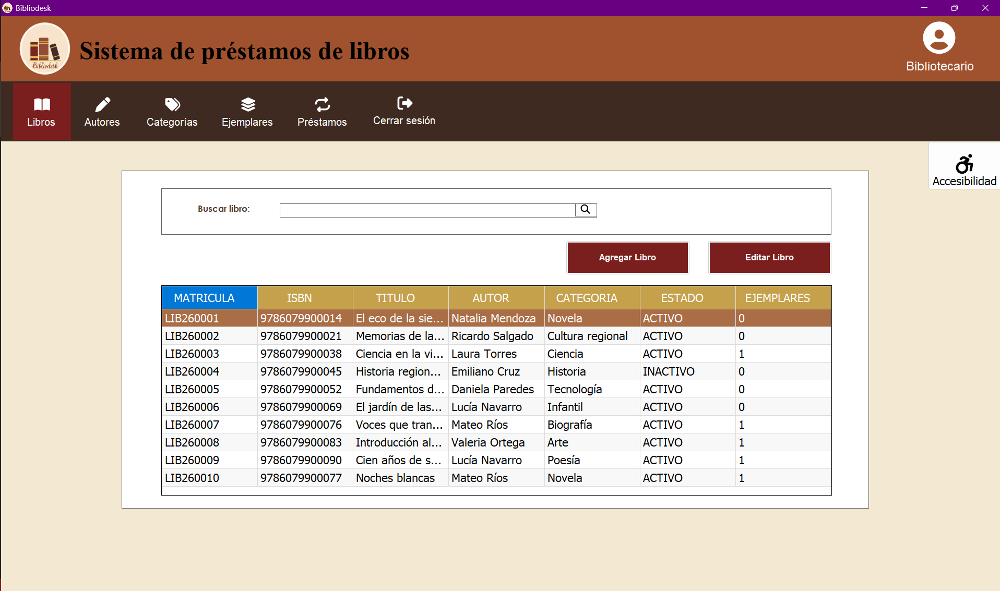 Bibliodesk
Bibliodesk
Sistema de préstamos de libros
Bibliotecario
Libros Autores Categorías Ejemplares Préstamos Cerrar sesión
Accesibilidad
Buscar libro:
Agregar Libro Editar Libro
MATRICULA ISBN TITULO AUTOR CATEGORIA ESTADO EJEMPLARES
LIB260001 9786079900014 El eco de la sie... Natalia Mendoza Novela ACTIVO 0
LIB260002 9786079900021 Memorias de la... Ricardo Salgado Cultura regional ACTIVO 0
LIB260003 9786079900038 Ciencia en la vi... Laura Torres Ciencia ACTIVO 1
LIB260004 9786079900045 Historia region... Emiliano Cruz Historia INACTIVO 0
LIB260005 9786079900052 Fundamentos d... Daniela Paredes Tecnología ACTIVO 0
LIB260006 9786079900069 El jardín de las... Lucía Navarro Infantil ACTIVO 0
LIB260007 9786079900076 Voces que tran... Mateo Ríos Biografía ACTIVO 1
LIB260008 9786079900083 Introducción al... Valeria Ortega Arte ACTIVO 1
LIB260009 9786079900090 Cien años de s... Lucía Navarro Poesía ACTIVO 1
LIB260010 9786079900077 Noches blancas Mateo Ríos Novela ACTIVO 1